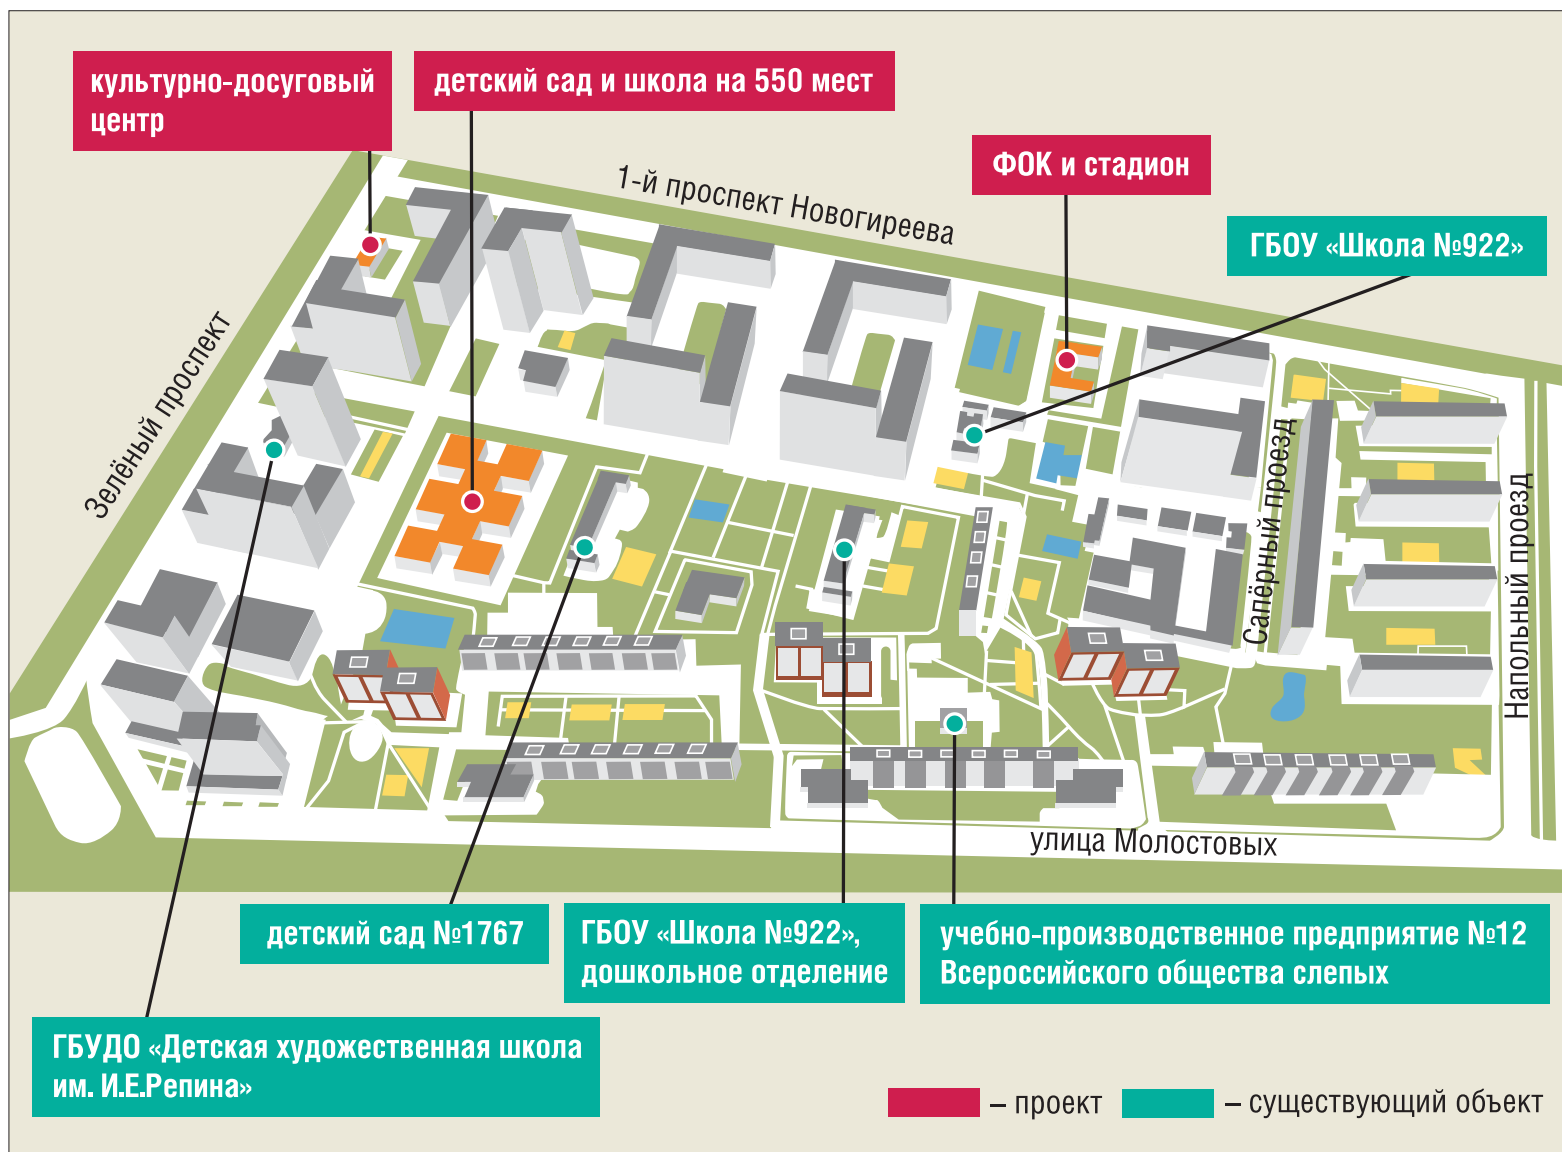 культурно-досуговый
центр
детский сад и школа на 550 мест
ФОК и стадион
1-й проспект Новогиреева
ГБОУ «Школа №922»
Зелёный проспект
Сапёрный проезд
Напольный проезд
улица Молостовых
детский сад №1767
ГБОУ «Школа №922»,
дошкольное отделение
учебно-производственное предприятие №12
Всероссийского общества слепых
ГБУДО «Детская художественная школа
им. И.Е.Репина»
– проект
– существующий объект